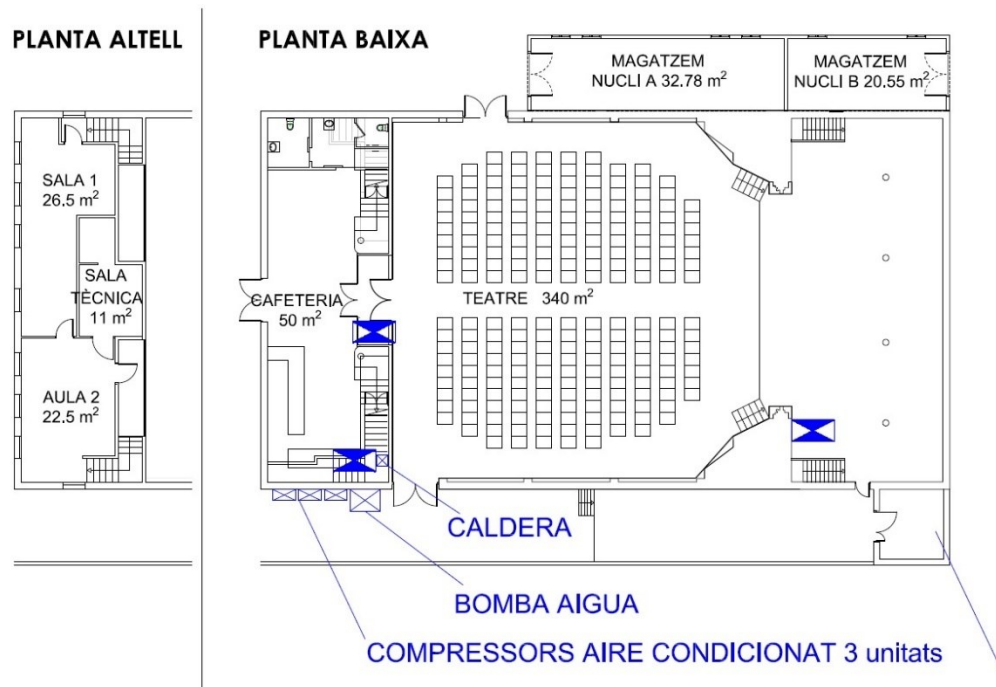 PLANTA ALTELL
PLANTA BAIXA
MAGATZEM
NUCLI A 32.78 m²
MAGATZEM
NUCLI B 20.55 m²
SALA 1
26.5 m²
SALA
TÈCNICA
11 m²
AULA 2
22.5 m²
CAFETERIA
50 m²
TEATRE 340 m²
CALDERA
BOMBA AIGUA
COMPRESSORS AIRE CONDICIONAT 3 unitats